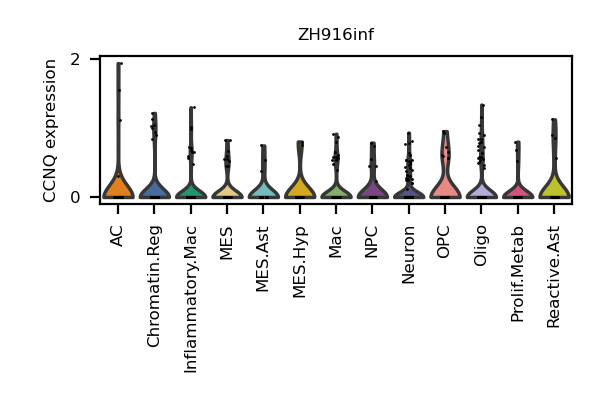 ZH916inf
CCNQ expression
2
0
AC
Chromatin.Reg
Inflammatory.Mac
MES
MES.Ast
MES.Hyp
Mac
NPC
Neuron
OPC
Oligo
Prolif.Metab
Reactive.Ast